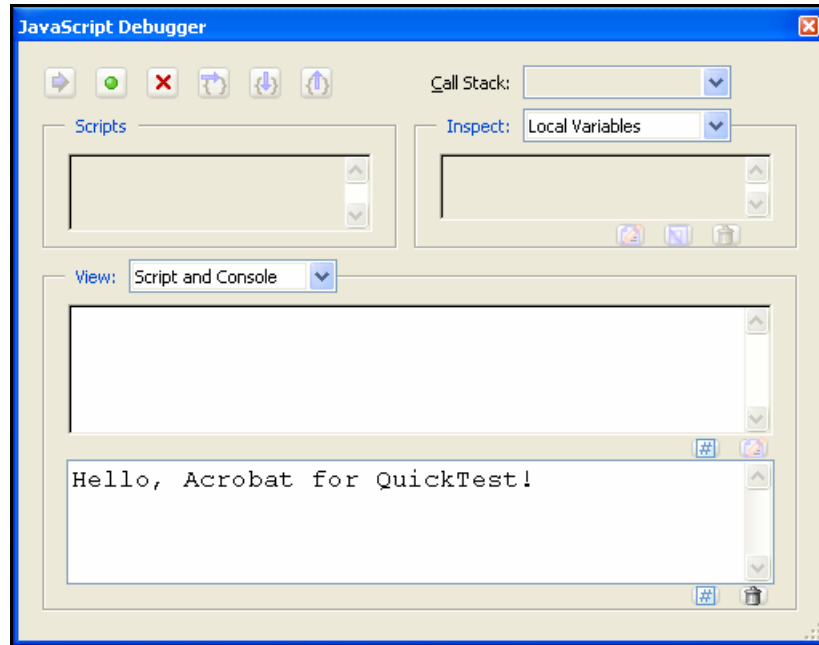 JavaScript Debugger
Call Stack:
Scripts
Inspect: Local Variables
View: Script and Console
#
Hello, Acrobat for QuickTest!
#